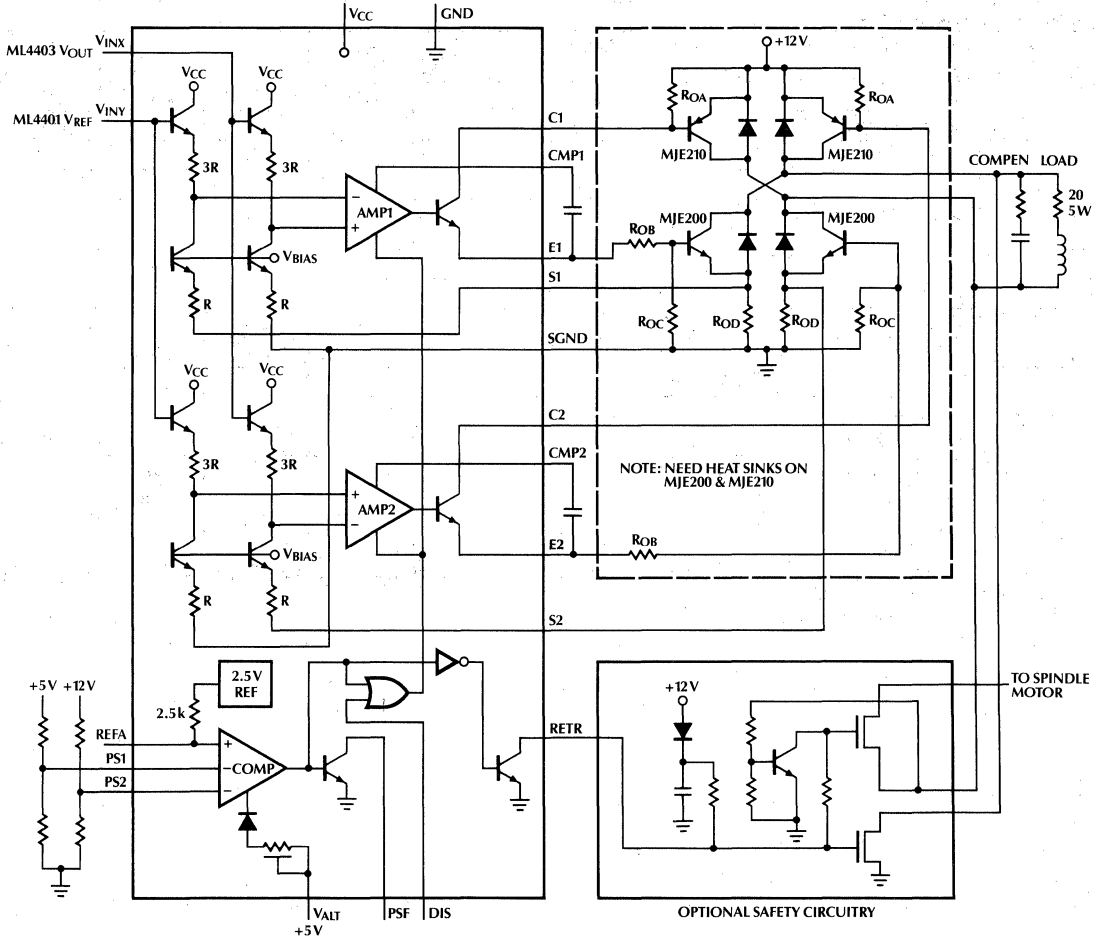 VCC
GND
ML4403 VOUT
VINX
ML4401 VREF
VINY
VCC
VCC
3R
3R
AMP1
−
+
VBIAS
R
R
C1
CMP1
E1
S1
SGND
+12V
ROA
ROA
MJE210
MJE210
MJE200
MJE200
ROB
ROC
ROD
ROD
ROC
COMPEN
LOAD
20
5W
VCC
VCC
3R
3R
+
AMP2
−
VBIAS
R
R
C2
CMP2
E2
S2
NOTE: NEED HEAT SINKS ON
MJE200 & MJE210
ROB
2.5V
REF
2.5k
+5V
+12V
REFA
PS1
PS2
+
−
−
COMP
RETR
+12V
TO SPINDLE
MOTOR
VALT
+5V
PSF
DIS
OPTIONAL SAFETY CIRCUITRY